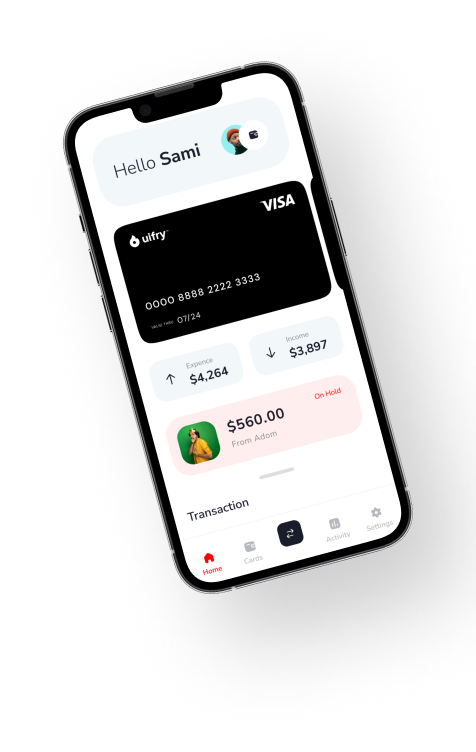 Hello Sami
VISA
uifry
0000 8888 2222 3333
VALID THRU 07/24
Expence
$4,264
Income
$3,897
On Hold
$560.00
From Adom
Transaction
Home
Cards
Activity
Settings